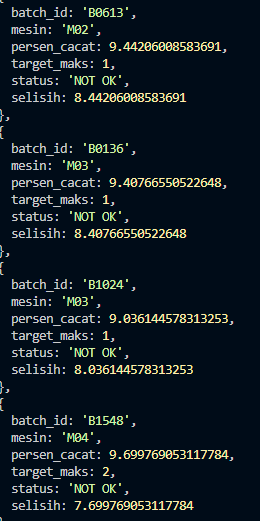 {
batch_id: 'B0613',
mesin: 'M02',
persen_cacat: 9.44206008583691,
target_maks: 1,
status: 'NOT OK',
selisih: 8.44206008583691
},
{
batch_id: 'B0136',
mesin: 'M03',
persen_cacat: 9.40766550522648,
target_maks: 1,
status: 'NOT OK',
selisih: 8.40766550522648
},
{
batch_id: 'B1024',
mesin: 'M03',
persen_cacat: 9.036144578313253,
target_maks: 1,
status: 'NOT OK',
selisih: 8.036144578313253
},
{
batch_id: 'B1548',
mesin: 'M04',
persen_cacat: 9.699769053117784,
target_maks: 2,
status: 'NOT OK',
selisih: 7.699769053117784